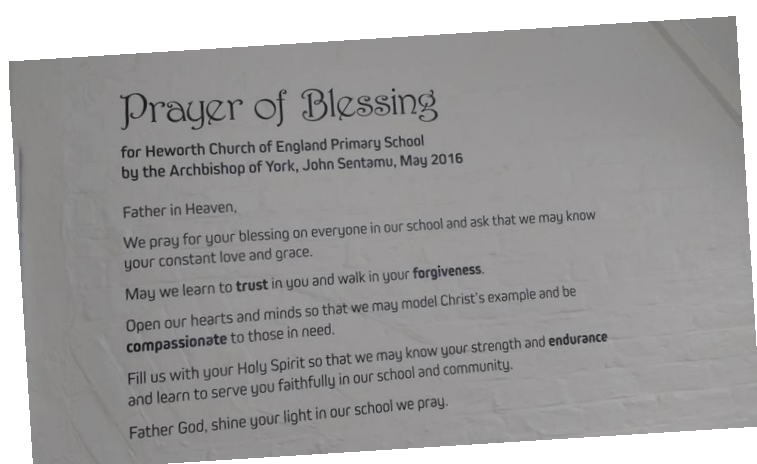 Prayer of Blessing
for Heworth Church of England Primary School
by the Archbishop of York, John Sentamu, May 2016
Father in Heaven,
We pray for your blessing on everyone in our school and ask that we may know
your constant love and grace.
May we learn to trust in you and walk in your forgiveness.
Open our hearts and minds so that we may model Christ's example and be
compassionate to those in need.
Fill us with your Holy Spirit so that we may know your strength and endurance
and learn to serve you faithfully in our school and community.
Father God, shine your light in our school we pray.